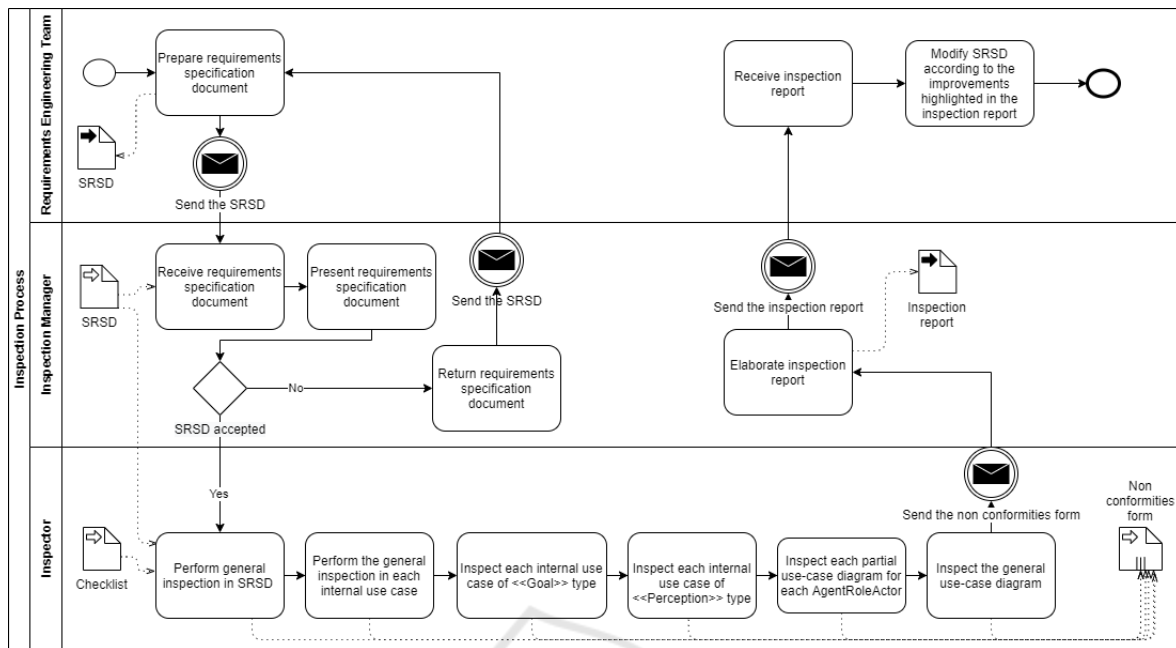 Inspection Process
Requirements Engineering Team
Prepare requirements
specification
document
SRSD
Send the SRSD
Receive inspection
report
Modify SRSD
according to the
improvements
highlighted in the
inspection report
Inspection Manager
SRSD
Receive requirements
specification
document
Present requirements
specification
document
Send the SRSD
SRSD accepted
No
Return requirements
specification
document
Send the inspection report
Elaborate inspection
report
Inspection
report
Inspector
Yes
Checklist
Perform general
inspection in SRSD
Perform the general
inspection in each
internal use case
Inspect each internal use
case of <<Goal>> type
Inspect each internal
use case of
<<Perception>> type
Inspect each partial
use-case diagram for
each AgentRoleActor
Send the non conformities form
Inspect the general
use-case diagram
Non
conformities
form